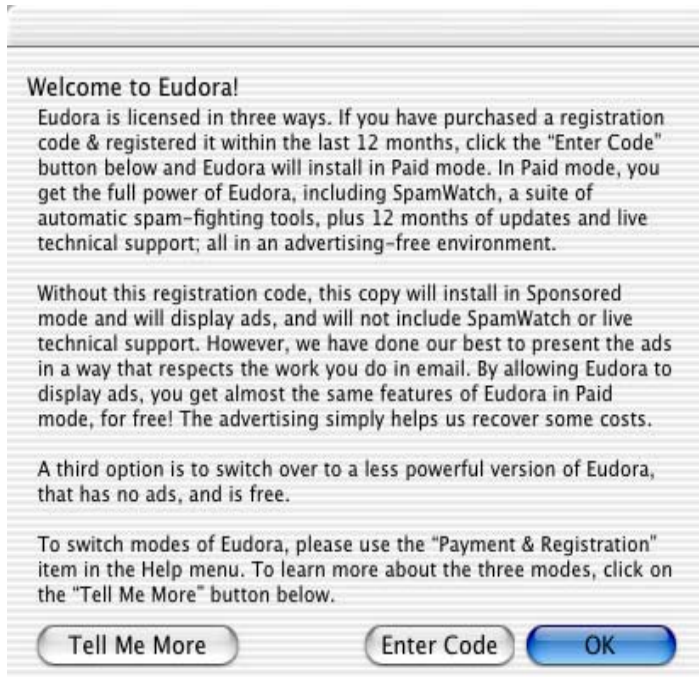 Welcome to Eudora!
Eudora is licensed in three ways. If you have purchased a registration
code & registered it within the last 12 months, click the “Enter Code”
button below and Eudora will install in Paid mode. In Paid mode, you
get the full power of Eudora, including SpamWatch, a suite of
automatic spam-fighting tools, plus 12 months of updates and live
technical support; all in an advertising-free environment.
Without this registration code, this copy will install in Sponsored
mode and will display ads, and will not include SpamWatch or live
technical support. However, we have done our best to present the ads
in a way that respects the work you do in email. By allowing Eudora to
display ads, you get almost the same features of Eudora in Paid
mode, for free! The advertising simply helps us recover some costs.
A third option is to switch over to a less powerful version of Eudora,
that has no ads, and is free.
To switch modes of Eudora, please use the “Payment & Registration”
item in the Help menu. To learn more about the three modes, click on
the “Tell Me More” button below.
Tell Me More Enter Code OK